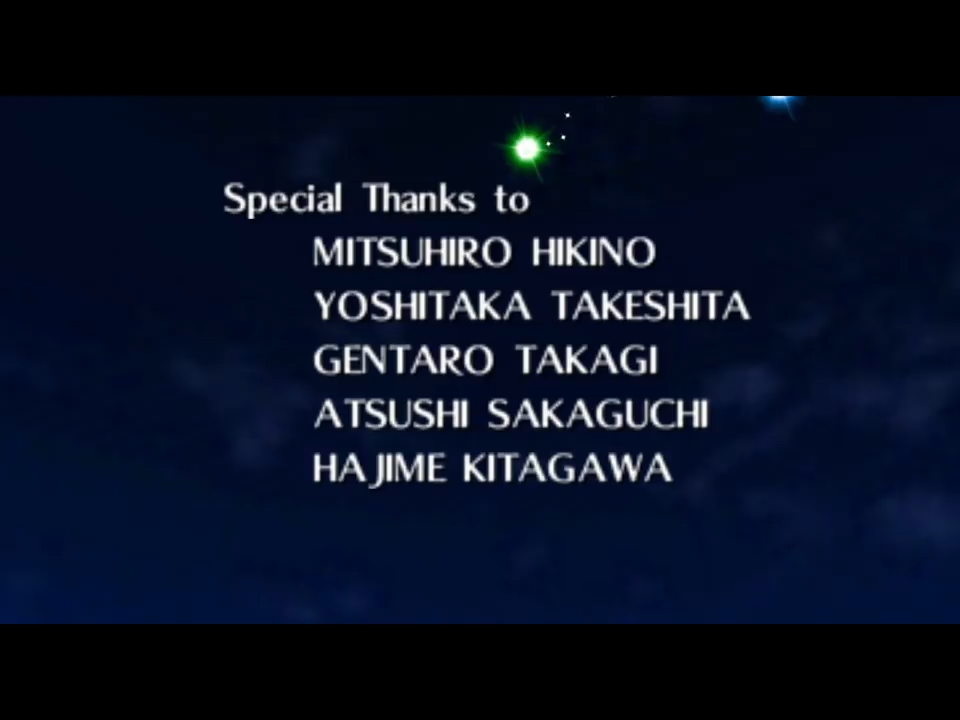 Special Thanks to
MITSUHIRO HIKINO
YOSHITAKA TAKESHITA
GENTARO TAKAGI
ATSUSHI SAKAGUCHI
HAJIME KITAGAWA